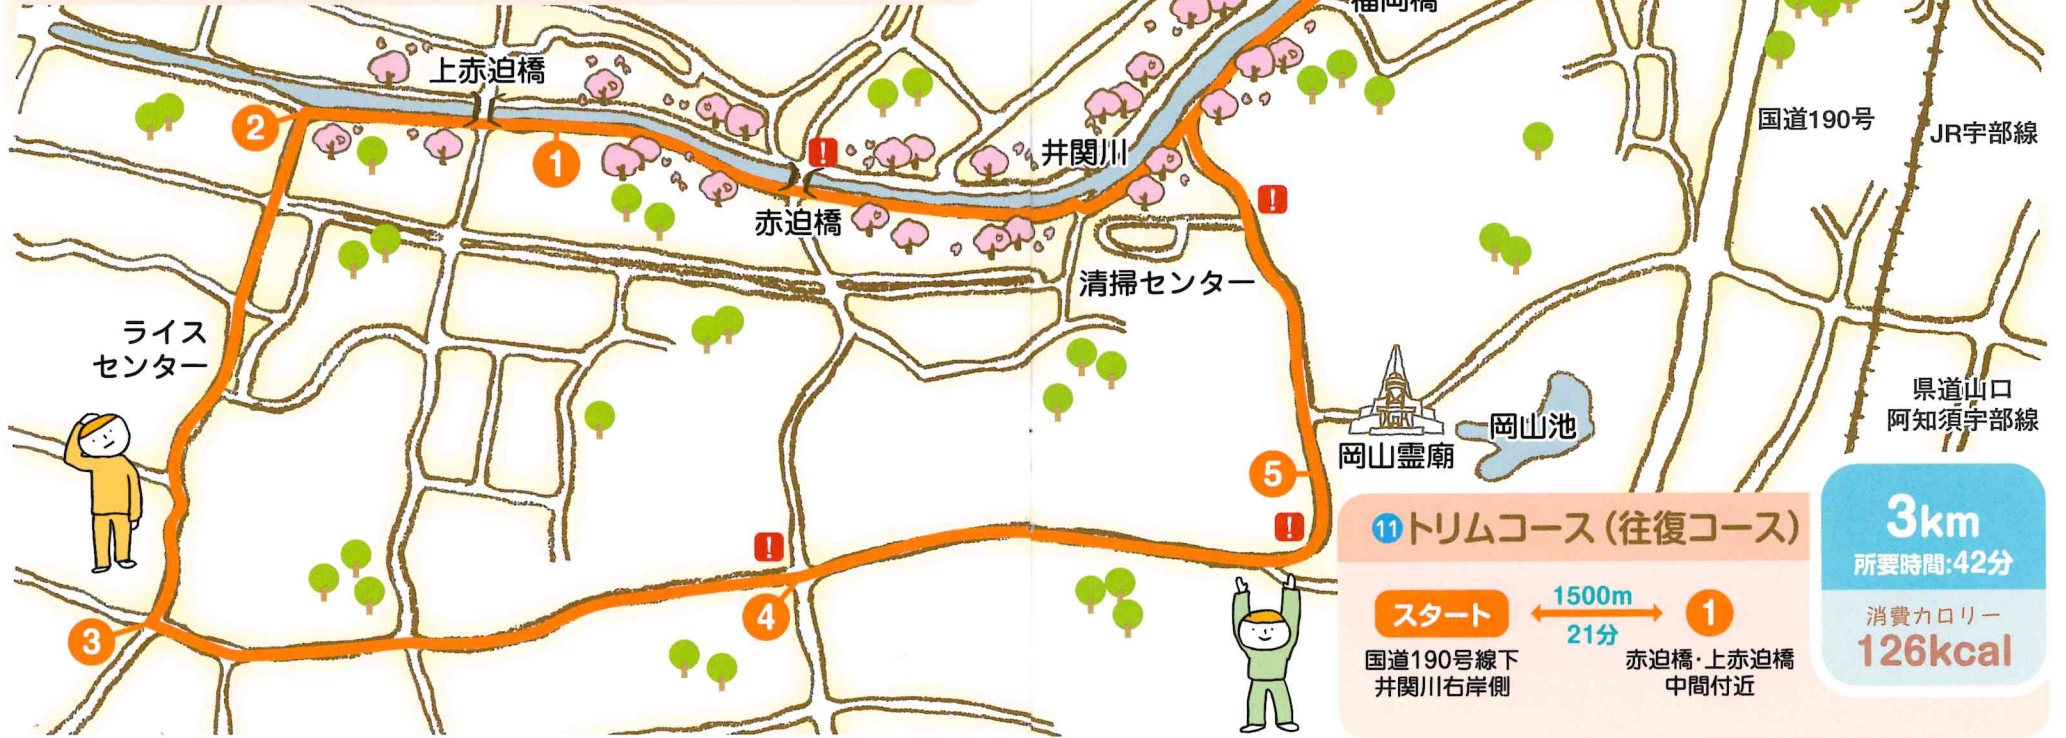 福岡橋
上赤迫橋
国道190号
JR宇部線
2
1
!
井関川
!
赤迫橋
清掃センター
ライス
センター
県道山口
阿知須宇部線
岡山池
岡山霊廟
5
!
!
4
3
11 トリムコース(往復コース)
スタート
1500m
21分
1
国道190号線下
井関川右岸側
赤迫橋・上赤迫橋
中間付近
3km
所要時間:42分
消費カロリー
126kcal